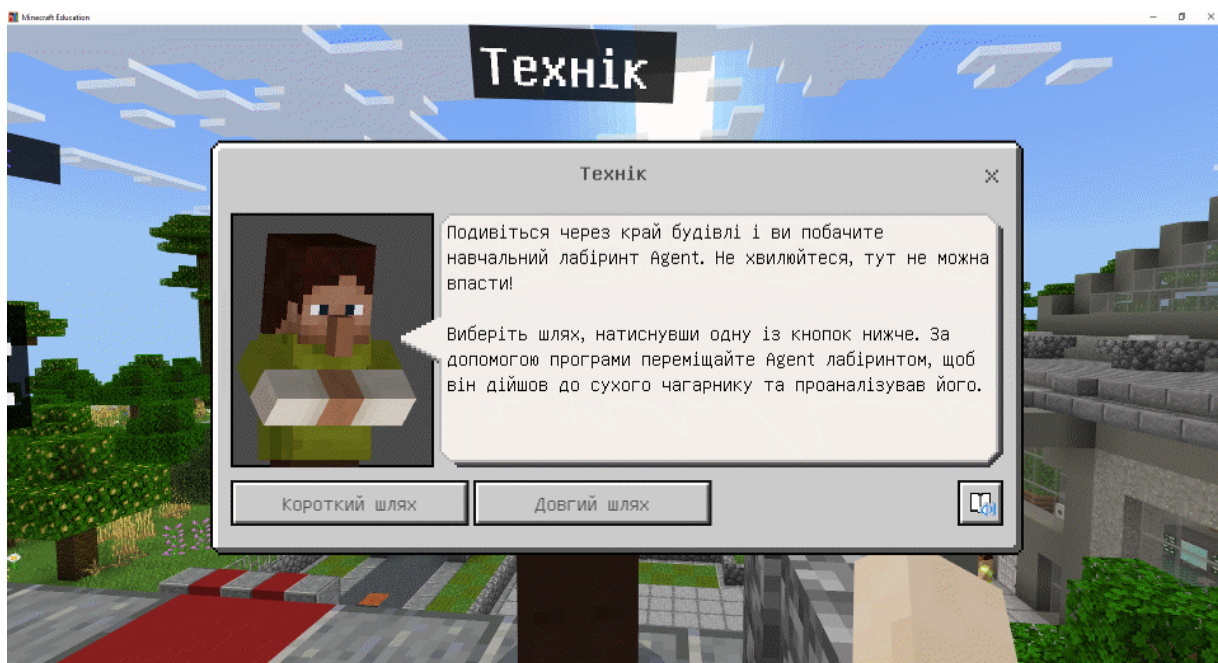 Minecraft Education
Технік
Технік
Подивіться через край будівлі і ви побачите
навчальний лабіринт Agent. Не хвилюйтеся, тут не можна
впасти!
Виберіть шлях, натиснувши одну із кнопок нижче. За
допомогою програми переміщайте Agent лабіринтом, щоб
він дійшов до сухого чагарнику та проаналізував його.
Короткий шлях
Довгий шлях